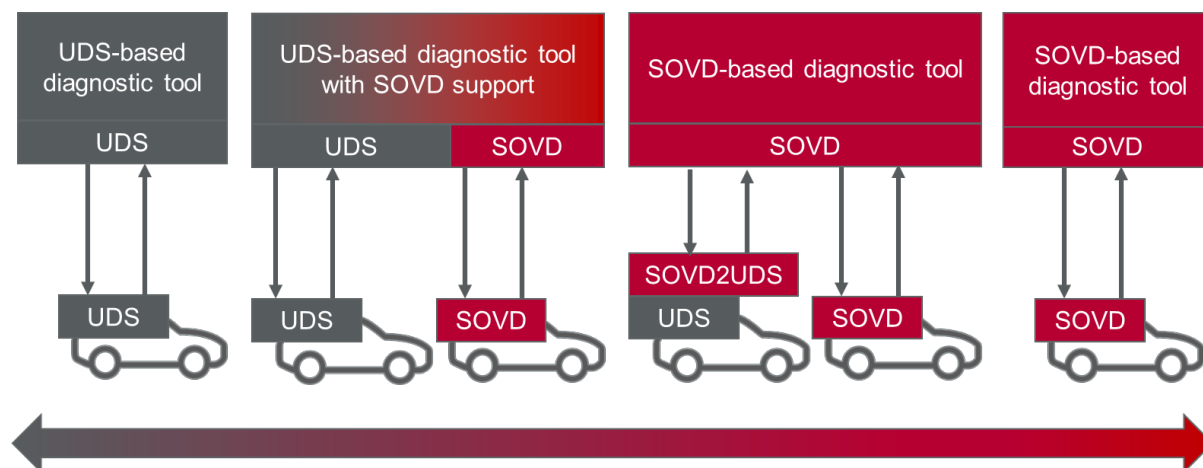 UDS-based
diagnostic tool
UDS
UDS
UDS-based diagnostic tool
with SOVD support
UDS
SOVD
UDS
SOVD
SOVD-based diagnostic tool
SOVD
SOVD2UDS
UDS
SOVD
SOVD-based
diagnostic tool
SOVD
SOVD